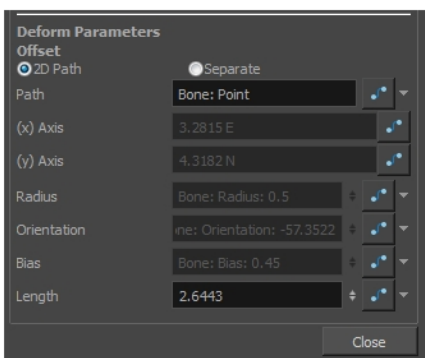 Deform Parameters
Offset
2D Path Separate
Path Bone: Point
(x) Axis 3.2815 E
(y) Axis 4.3182 N
Radius Bone: Radius: 0.5
Orientation ne: Orientation: -57.3522
Bias Bone: Bias: 0.45
Length 2.6443
Close